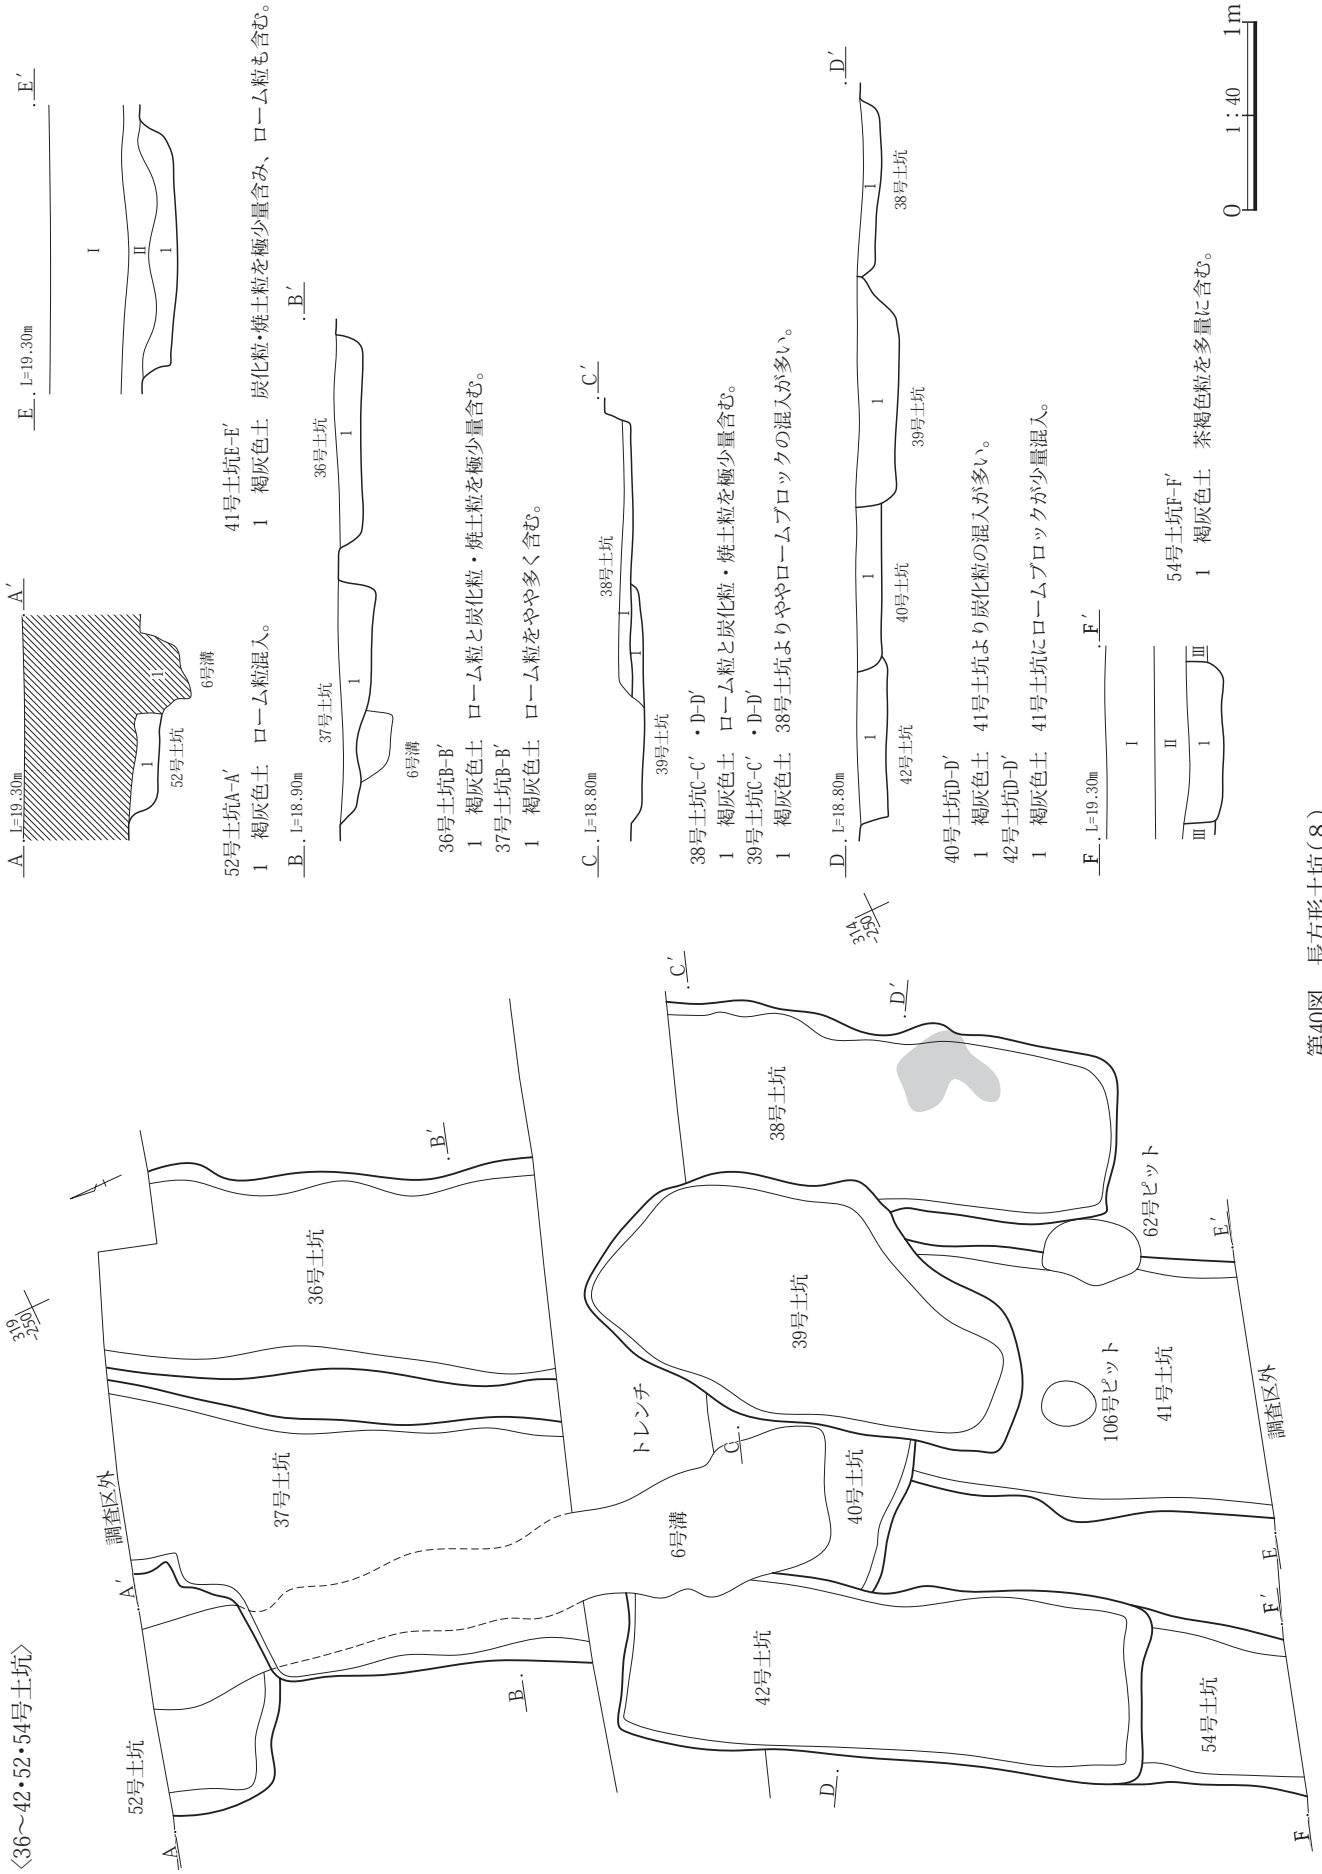 〈36～42・52・54号土坑〉
319
-250
調査区外
A
A′
52号土坑
37号土坑
36号土坑
B
B′
トレンチ
6号溝
C
C′
39号土坑
38号土坑
40号土坑
42号土坑
D
D′
314
-250
62号ピット
106号ピット
41号土坑
54号土坑
E
E′
F
F′
調査区外
A L=19.30m A′
1
1
52号土坑
6号溝
52号土坑A-A′
1 褐灰色土 ローム粒混入。
E L=19.30m E′
Ⅰ
Ⅱ
1
41号土坑E-E′
1 褐灰色土 炭化粒・焼土粒を極少量含み、ローム粒も含む。
B L=18.90m B′
37号土坑
36号土坑
1
1
6号溝
36号土坑B-B′
1 褐灰色土 ローム粒と炭化粒・焼土粒を極少量含む。
37号土坑B-B′
1 褐灰色土 ローム粒をやや多く含む。
C L=18.80m C′
38号土坑
1
1
39号土坑
38号土坑C-C′・D-D′
1 褐灰色土 ローム粒と炭化粒・焼土粒を極少量含む。
39号土坑C-C′・D-D′
1 褐灰色土 38号土坑よりややロームブロックの混入が多い。
D L=18.80m D′
1
1
1
1
42号土坑
40号土坑
39号土坑
38号土坑
40号土坑D-D′
1 褐灰色土 41号土坑より炭化粒の混入が多い。
42号土坑D-D′
1 褐灰色土 41号土坑にロームブロックが少量混入。
F L=19.30m F′
Ⅰ
Ⅱ
Ⅲ
1
Ⅲ
54号土坑F-F′
1 褐灰色土 茶褐色粒を多量に含む。
0 1：40 1m
第40図 長方形土坑(8)